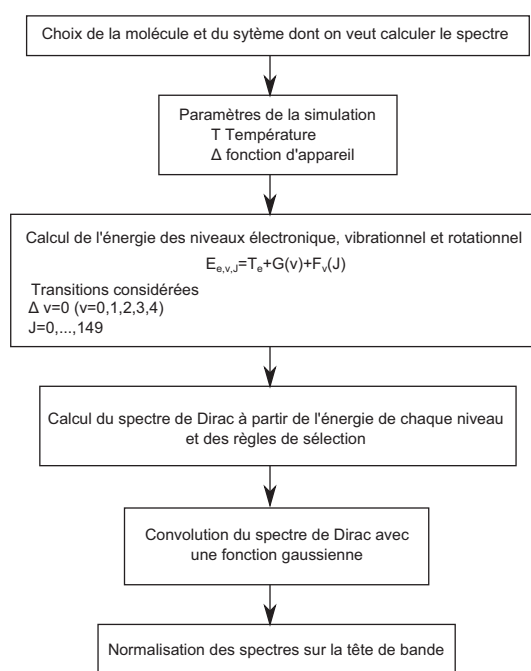 Choix de la molécule et du sytème dont on veut calculer le spectre
Paramètres de la simulation
T Température
Δ fonction d'appareil
Calcul de l'énergie des niveaux électronique, vibrationnel et rotationnel
E_{e,v,J}=T_e+G(v)+F_v(J)
Transitions considérées
Δ v=0 (v=0,1,2,3,4)
J=0,...,149
Calcul du spectre de Dirac à partir de l'énergie de chaque niveau
et des règles de sélection
Convolution du spectre de Dirac avec
une fonction gaussienne
Normalisation des spectres sur la tête de bande